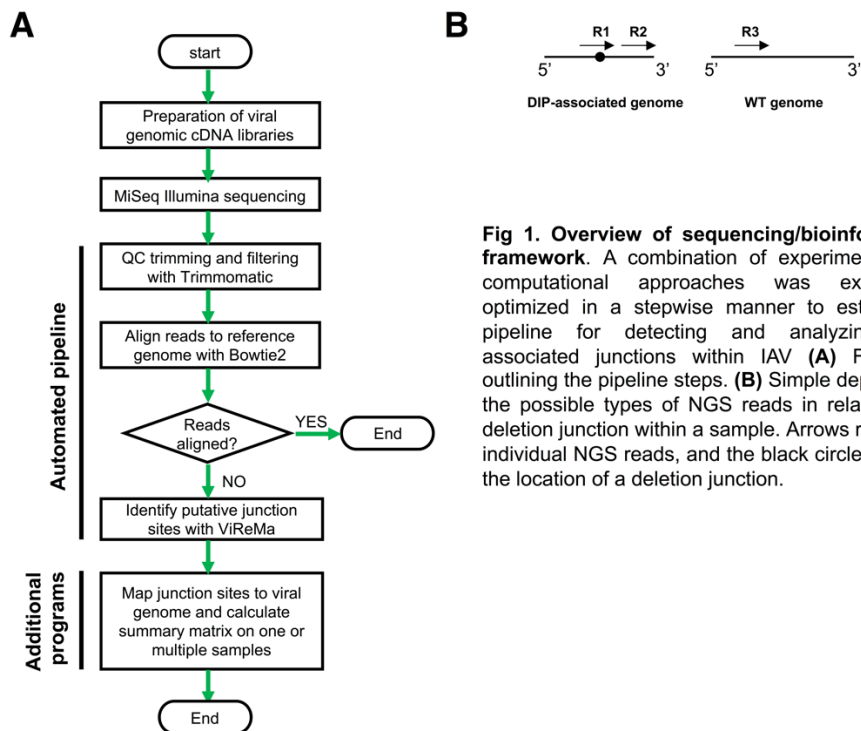 A
start
Preparation of viral
genomic cDNA libraries
MiSeq Illumina sequencing
Automated pipeline
QC trimming and filtering
with Trimmomatic
Align reads to reference
genome with Bowtie2
Reads
aligned?
YES
End
NO
Identify putative junction
sites with ViReMa
Additional
programs
Map junction sites to viral
genome and calculate
summary matrix on one or
multiple samples
End
B
R1 R2 R3
5’ 3’ 5’ 3’
DIP-associated genome WT genome
Fig 1. Overview of sequencing/bioinfo
framework. A combination of experime
computational approaches was ex
optimized in a stepwise manner to est
pipeline for detecting and analyzin
associated junctions within IAV (A) F
outlining the pipeline steps. (B) Simple dep
the possible types of NGS reads in rela
deletion junction within a sample. Arrows r
individual NGS reads, and the black circle
the location of a deletion junction.